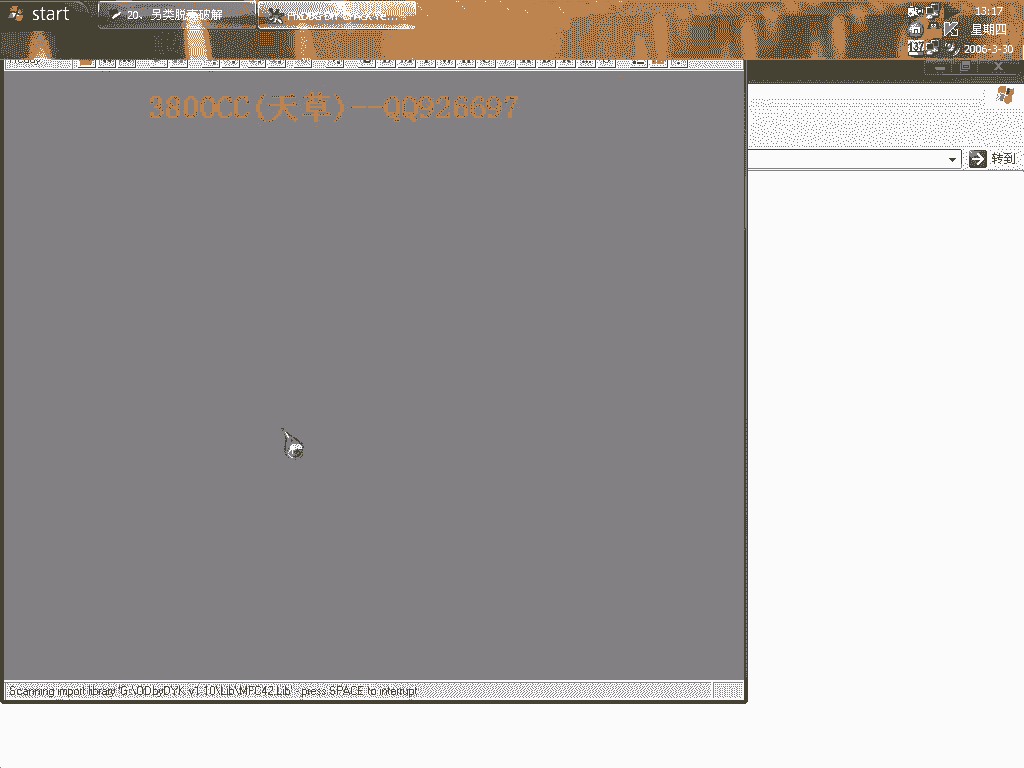 start
20、另类脱壳破解
13:17
星期四
2006-3-30
3800CC(天草)--QQ926697
转到
Scanning import library 'G:\ODbyDYK v1.10\Lib\MFC42.Lib' - press SPACE to interrupt